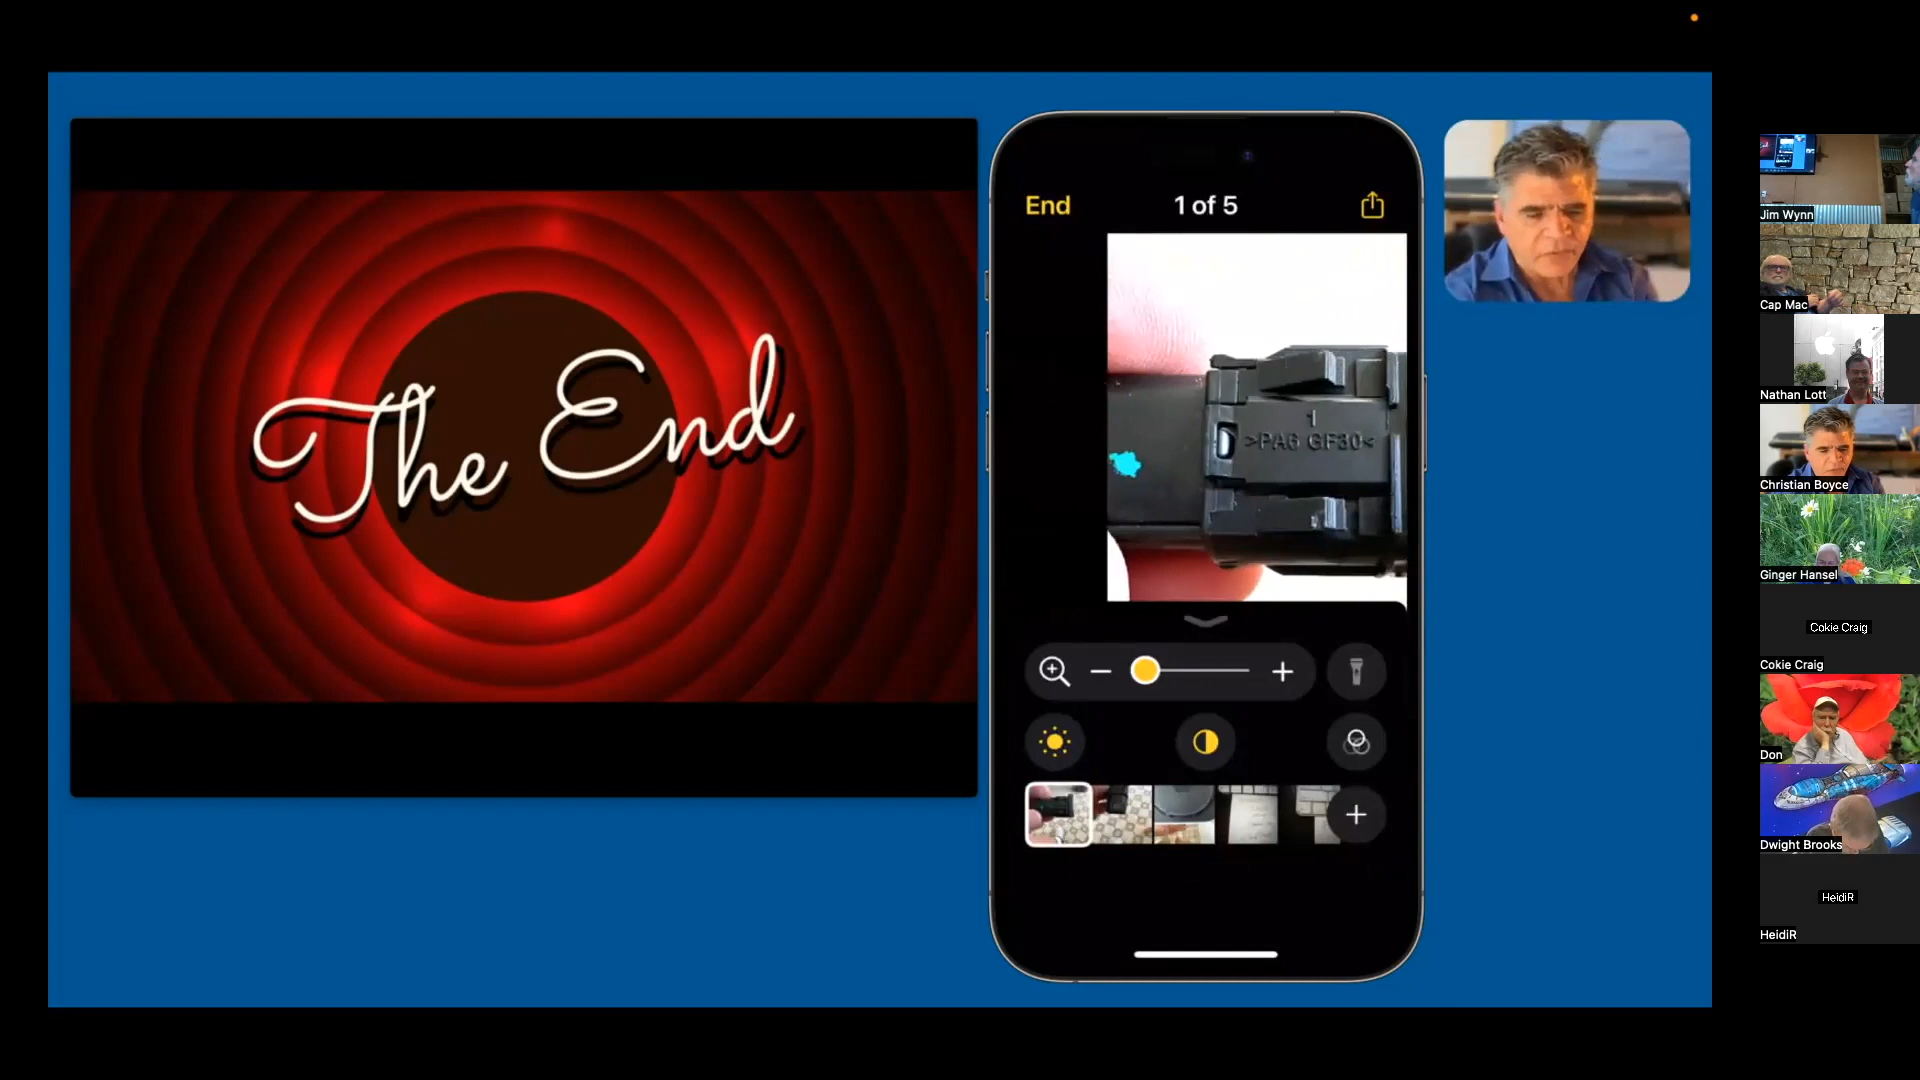 The End
End
1 of 5
1
>PA6 GF30<
Jim Wynn
Cap Mac
Nathan Lott
Christian Boyce
Ginger Hansel
Cokie Craig
Cokie Craig
Don
Dwight Brooks
HeidiR
HeidiR